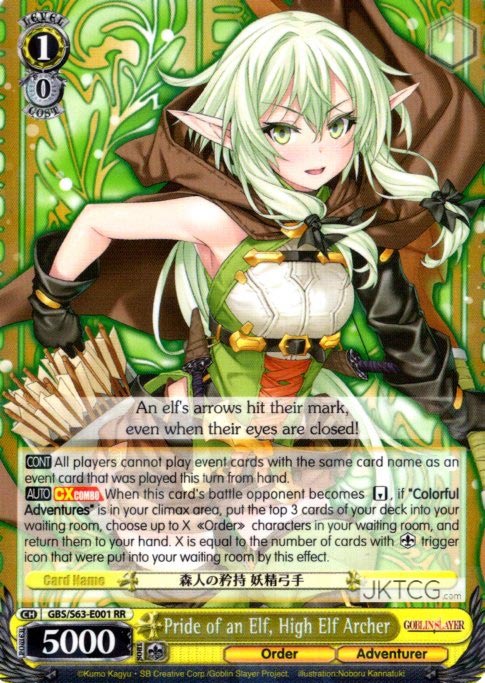 LEVEL
1
0
COST
An elf's arrows hit their mark,
even when their eyes are closed!
CONT All players cannot play event cards with the same card name as an
event card that was played this turn from hand.
AUTO CX COMBO When this card's battle opponent becomes , if "Colorful
Adventures" is in your climax area, put the top 3 cards of your deck into your
waiting room, choose up to X 《Order》 characters in your waiting room, and
return them to your hand. X is equal to the number of cards with trigger
icon that were put into your waiting room by this effect.
Card Name 森人の矜持 妖精弓手
JKTCG.com
CH GBS/S63-E001 RR
Pride of an Elf, High Elf Archer
GOBLIN SLAYER
POWER 5000 SOUL
Order Adventurer
©Kumo Kagyu・SB Creative Corp./Goblin Slayer Project. illustration:Noboru Kannatuki